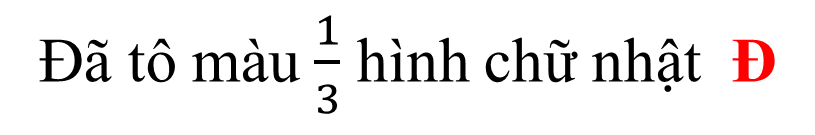 Đã tô màu 1/3 hình chữ nhật Đ